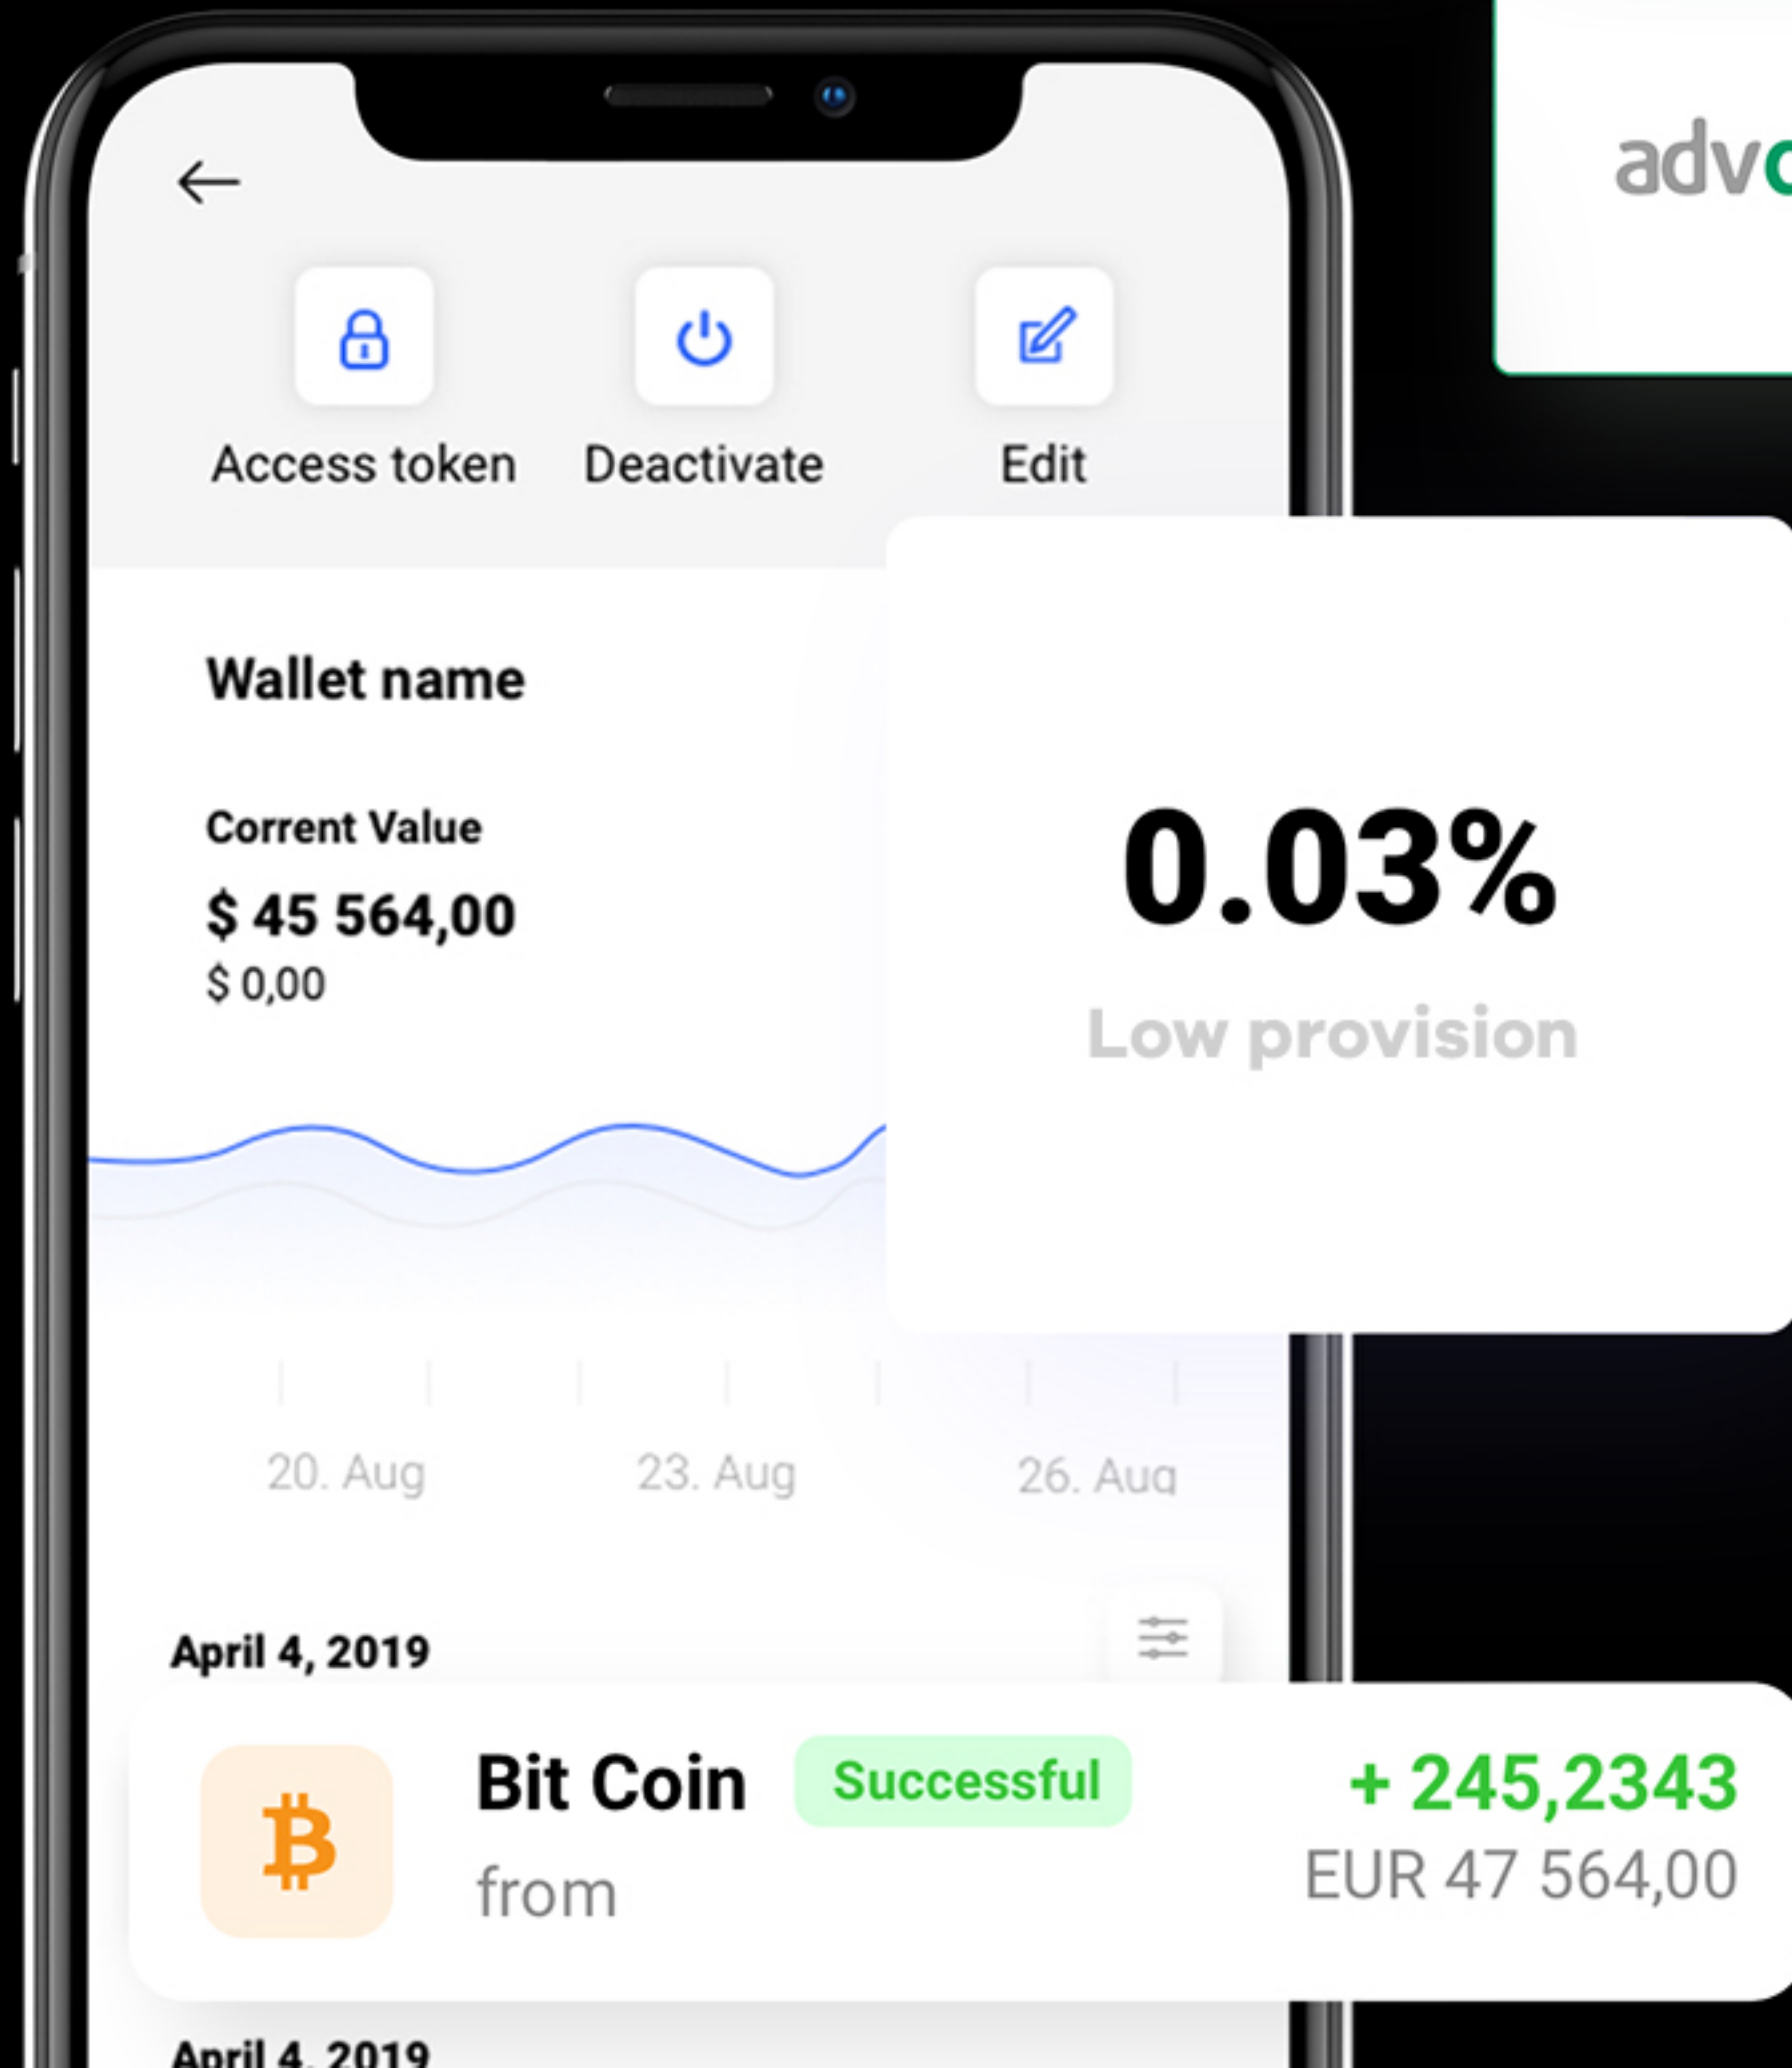 adv
Access token Deactivate Edit
Wallet name
Corrent Value
$ 45 564,00
$ 0,00
0.03%
Low provision
20. Aug 23. Aug 26. Aug
April 4, 2019
Bit Coin Successful + 245,2343
from EUR 47 564,00
April 4, 2019